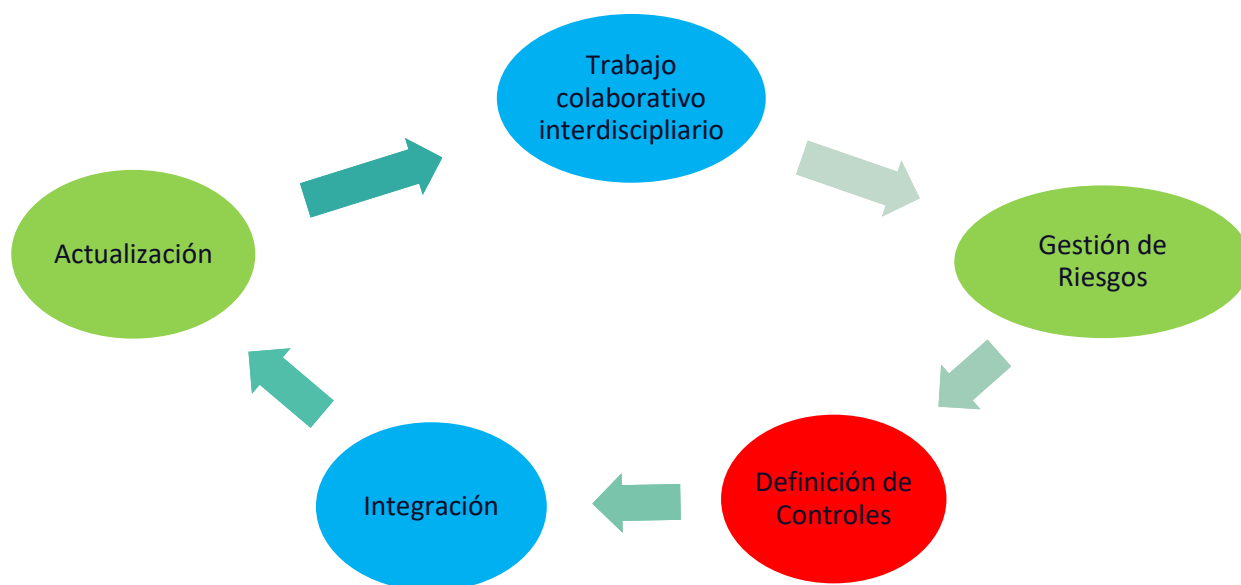 Trabajo
colaborativo
interdiscipliario
Gestión de
Riesgos
Definición de
Controles
Integración
Actualización